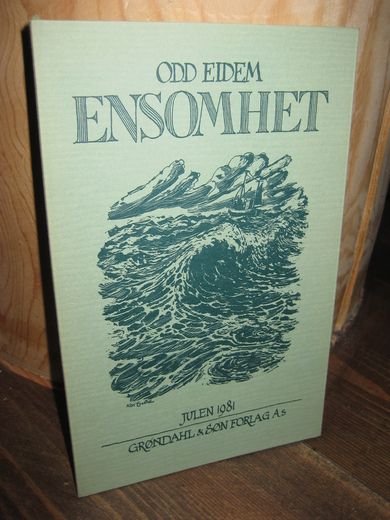 ODD EIDEM
ENSOMHET
JULEN 1981
GRØNDAHL & SØN FORLAG A.s